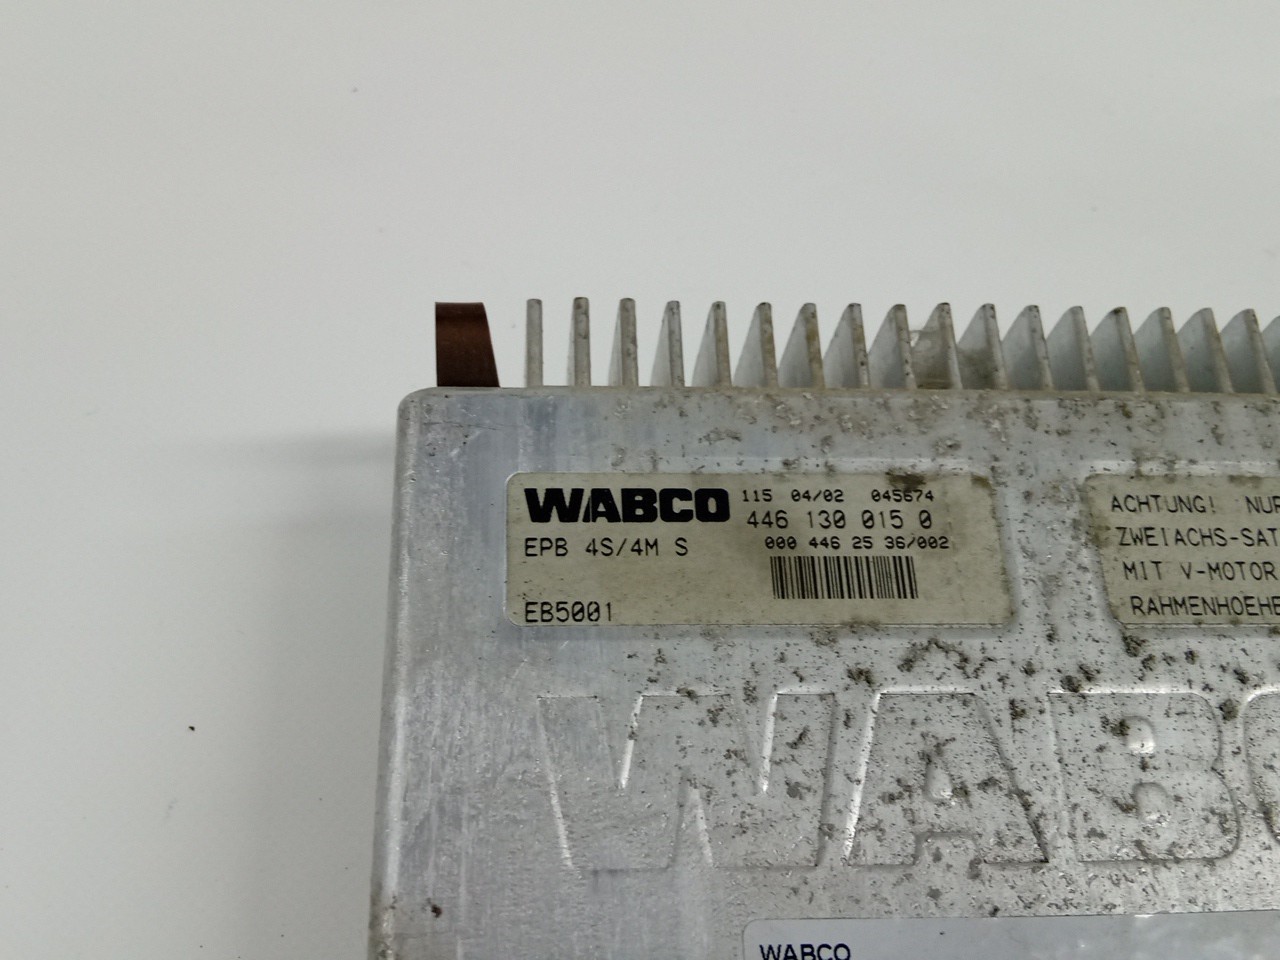 WABCO 115 04/02 045674
446 130 015 0
EPB 4S/4M S 000 446 25 36/002
EB5001
ACHTUNG! NUR
ZWEIACHS-SAT
MIT V-MOTOR
RAHMENHOEHE
WABC
WABCO